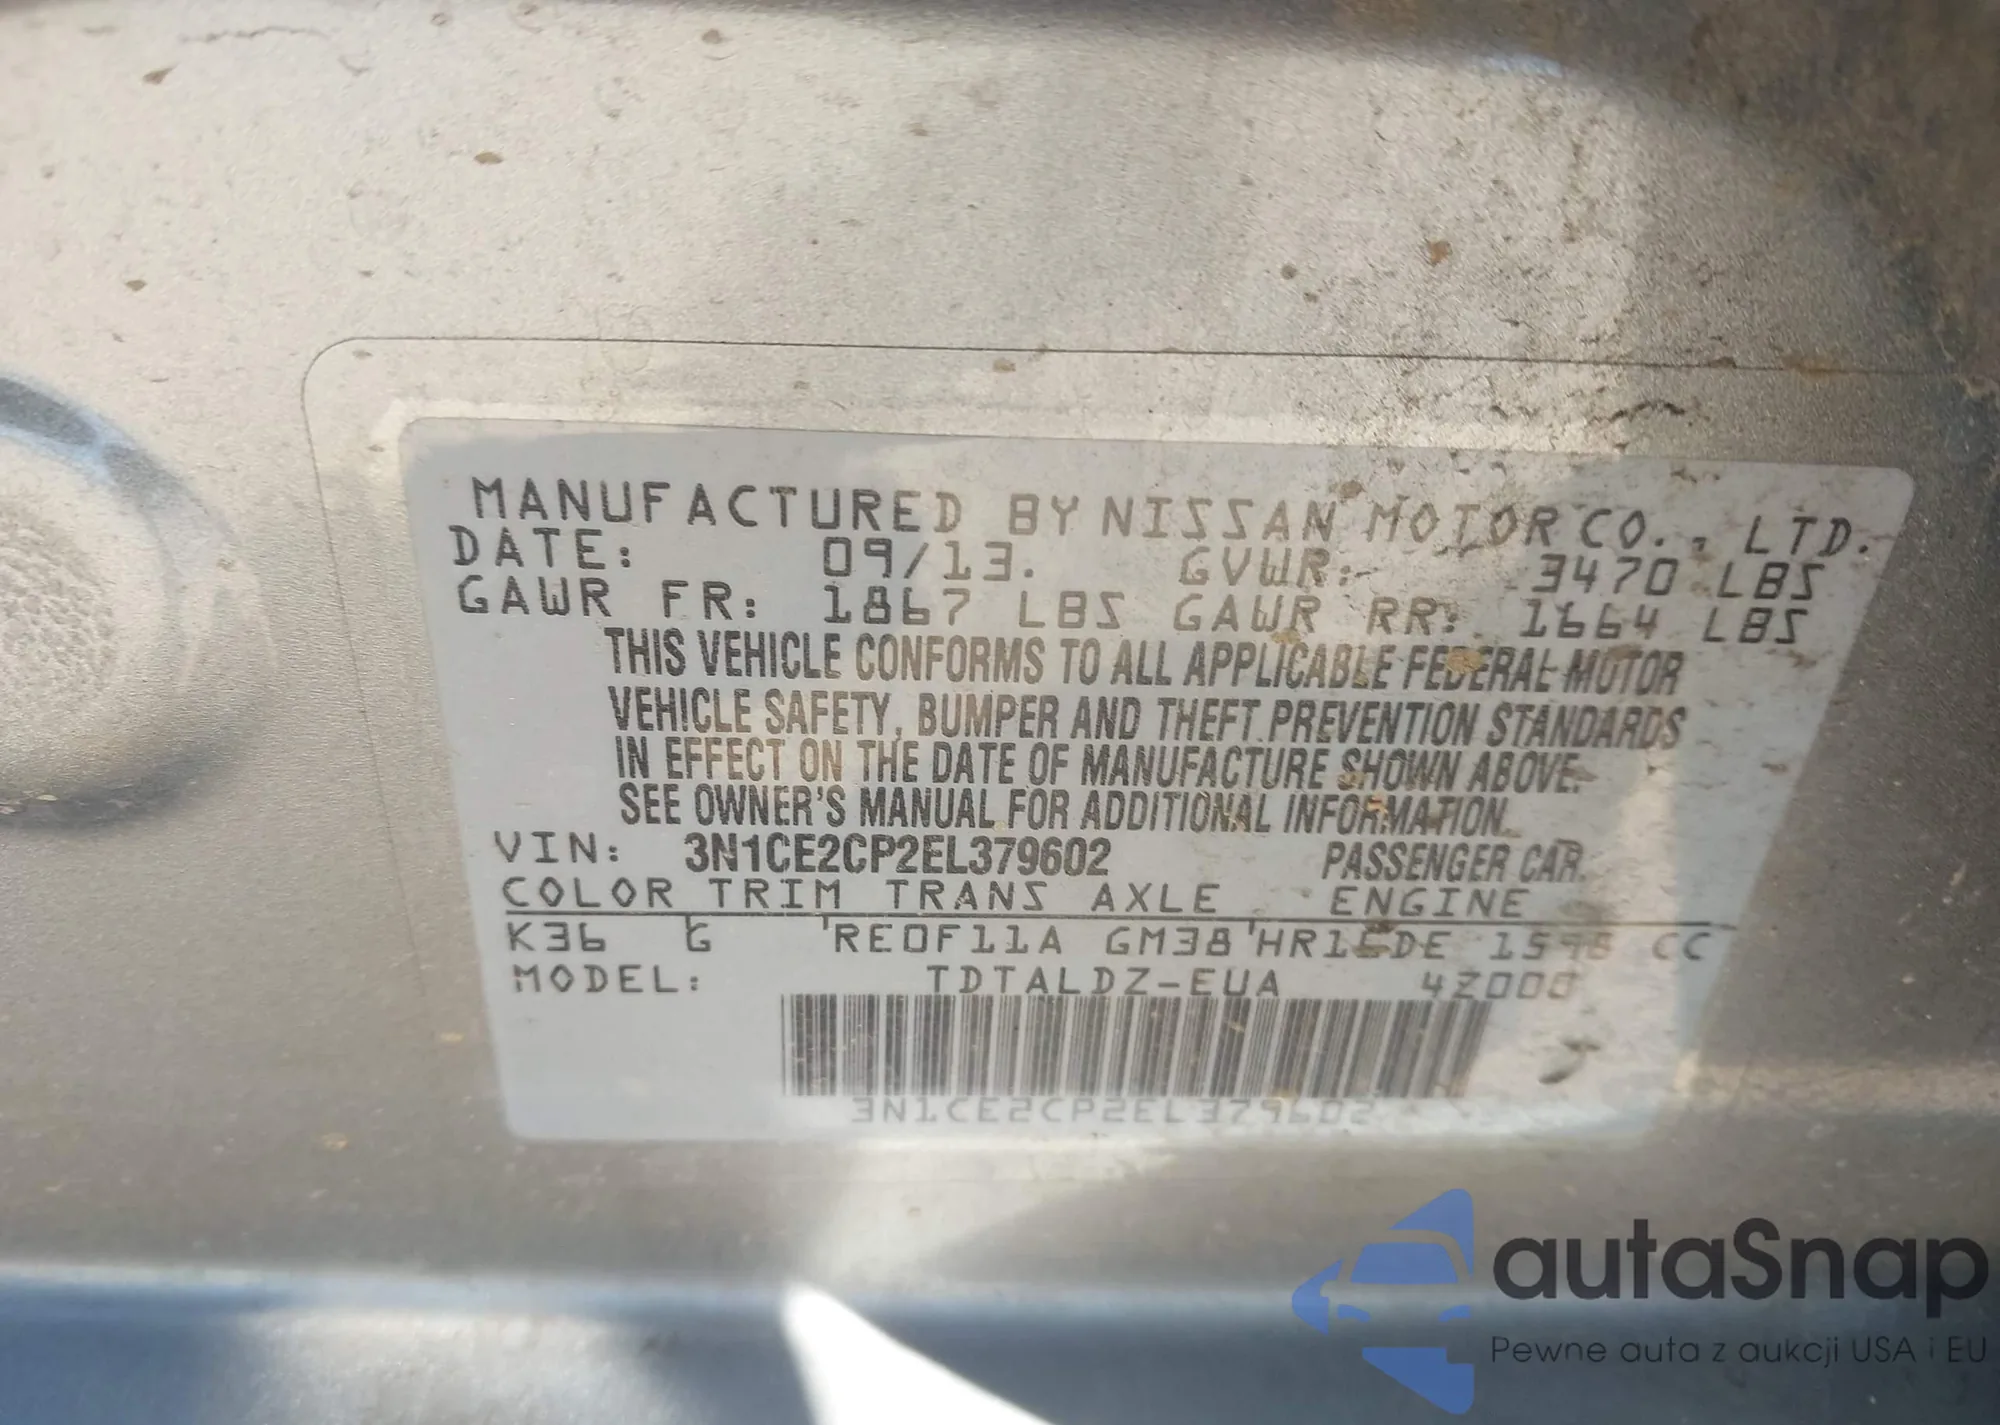 MANUFACTURED BY NISSAN MOTOR CO., LTD.
DATE: 09/13. GVWR: 3470 LBS
GAWR FR: 1867 LBS GAWR RR: 1664 LBS
THIS VEHICLE CONFORMS TO ALL APPLICABLE FEDERAL MOTOR
VEHICLE SAFETY, BUMPER AND THEFT PREVENTION STANDARDS
IN EFFECT ON THE DATE OF MANUFACTURE SHOWN ABOVE.
SEE OWNER'S MANUAL FOR ADDITIONAL INFORMATION.
VIN: 3N1CE2CP2EL379602 PASSENGER CAR
COLOR TRIM TRANS AXLE ENGINE
K36 G RE0F11A GM38 HR16DE 1598 CC
MODEL: TDTALDZ-EUA 4Z000
3N1CE2CP2EL379602
autaSnap
Pewne auta z aukcji USA i EU